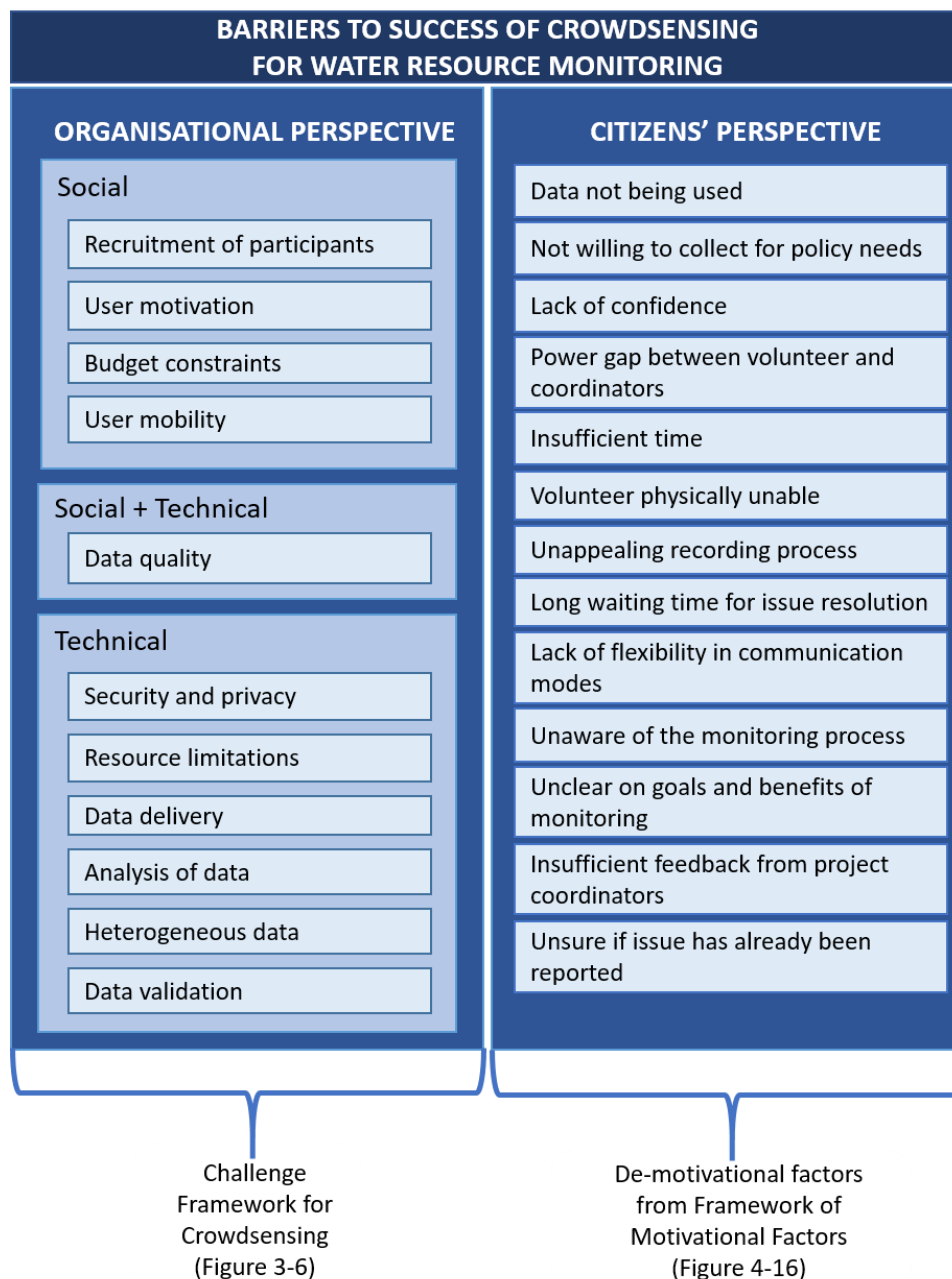 BARRIERS TO SUCCESS OF CROWDSENSING
FOR WATER RESOURCE MONITORING
ORGANISATIONAL PERSPECTIVE
Social
Recruitment of participants
User motivation
Budget constraints
User mobility
Social + Technical
Data quality
Technical
Security and privacy
Resource limitations
Data delivery
Analysis of data
Heterogeneous data
Data validation
CITIZENS’ PERSPECTIVE
Data not being used
Not willing to collect for policy needs
Lack of confidence
Power gap between volunteer and
coordinators
Insufficient time
Volunteer physically unable
Unappealing recording process
Long waiting time for issue resolution
Lack of flexibility in communication
modes
Unaware of the monitoring process
Unclear on goals and benefits of
monitoring
Insufficient feedback from project
coordinators
Unsure if issue has already been
reported
Challenge
Framework for
Crowdsensing
(Figure 3-6)
De-motivational factors
from Framework of
Motivational Factors
(Figure 4-16)